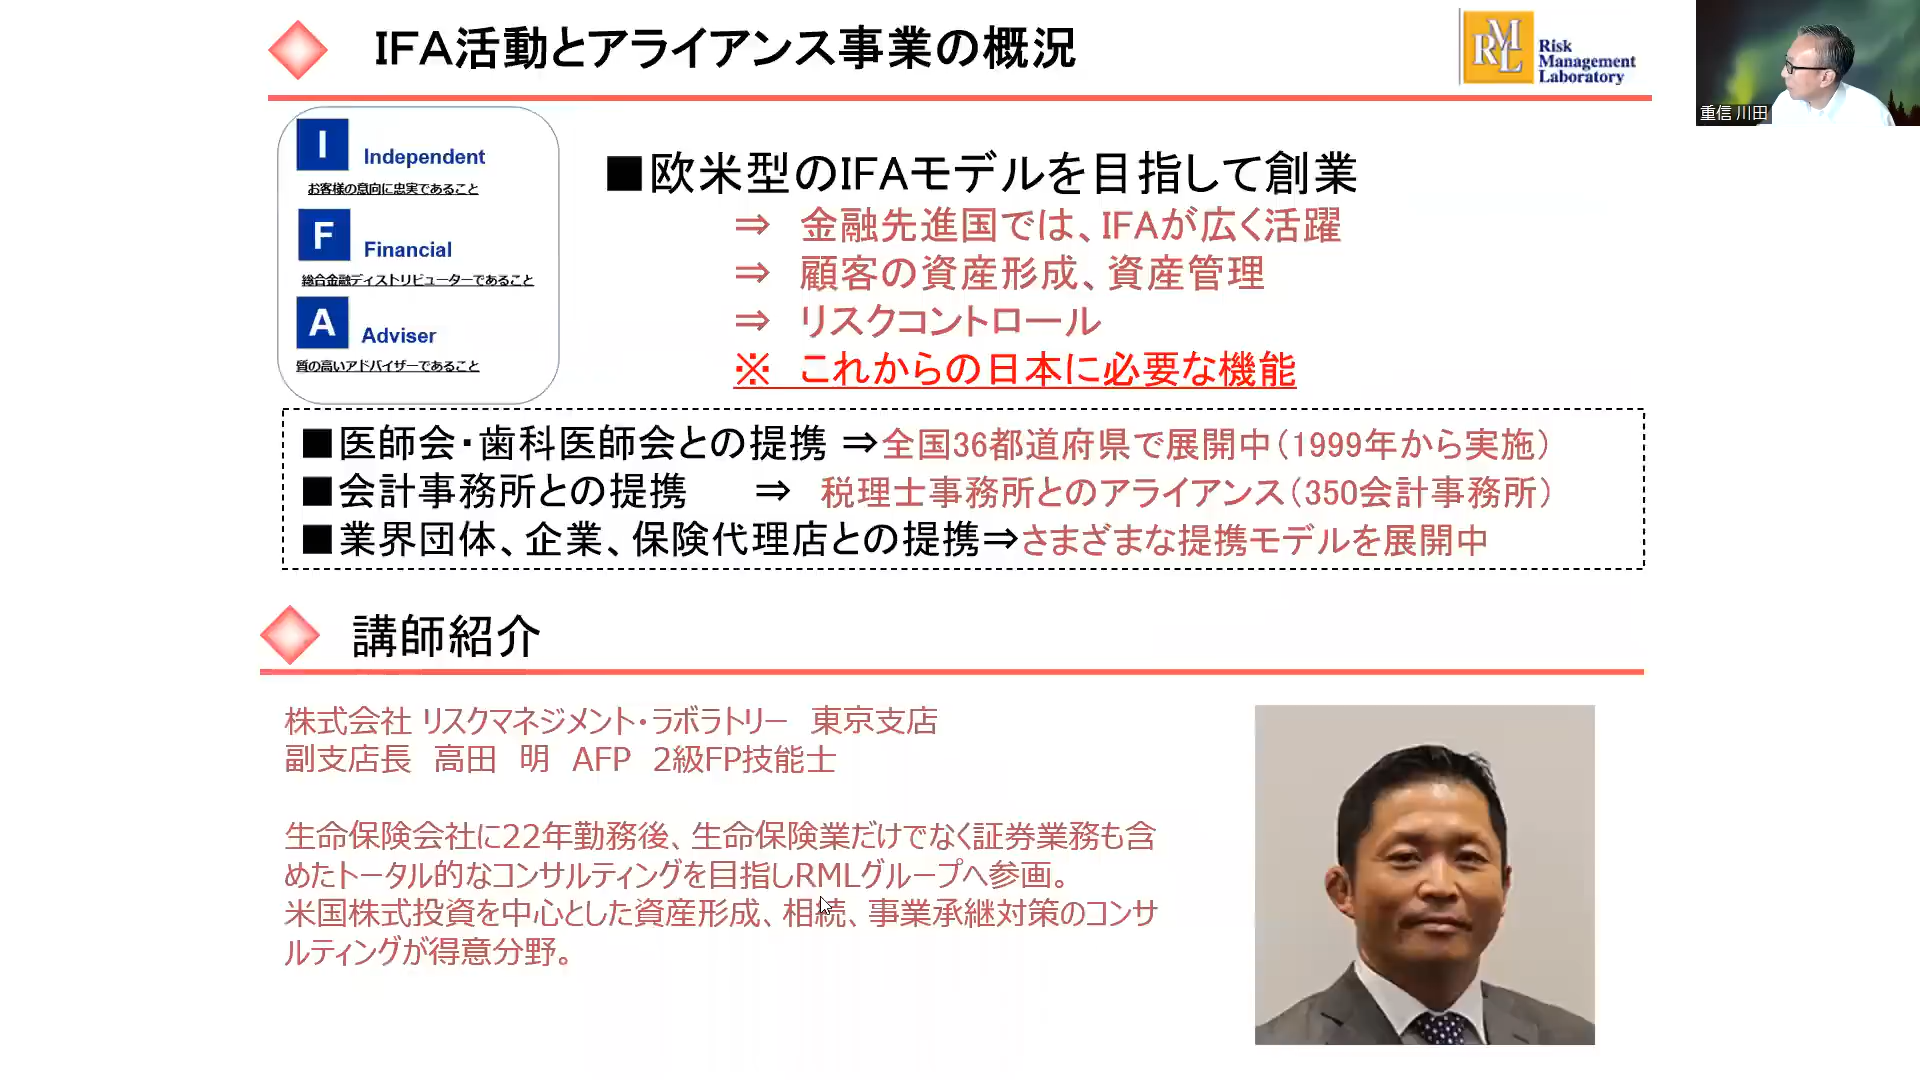 IFA活動とアライアンス事業の概況
RML
Risk
Management
Laboratory
重信 川田
I Independent
お客様の意向に忠実であること
F Financial
総合金融ディストリビューターであること
A Adviser
質の高いアドバイザーであること
■欧米型のIFAモデルを目指して創業
⇒ 金融先進国では、IFAが広く活躍
⇒ 顧客の資産形成、資産管理
⇒ リスクコントロール
※ これからの日本に必要な機能
■医師会・歯科医師会との提携 ⇒全国36都道府県で展開中（1999年から実施）
■会計事務所との提携 ⇒ 税理士事務所とのアライアンス（350会計事務所）
■業界団体、企業、保険代理店との提携⇒さまざまな提携モデルを展開中
講師紹介
株式会社 リスクマネジメント・ラボラトリー 東京支店
副支店長 高田 明 AFP 2級FP技能士
生命保険会社に22年勤務後、生命保険業だけでなく証券業務も含
めたトータル的なコンサルティングを目指しRMLグループへ参画。
米国株式投資を中心とした資産形成、相続、事業承継対策のコンサ
ルティングが得意分野。